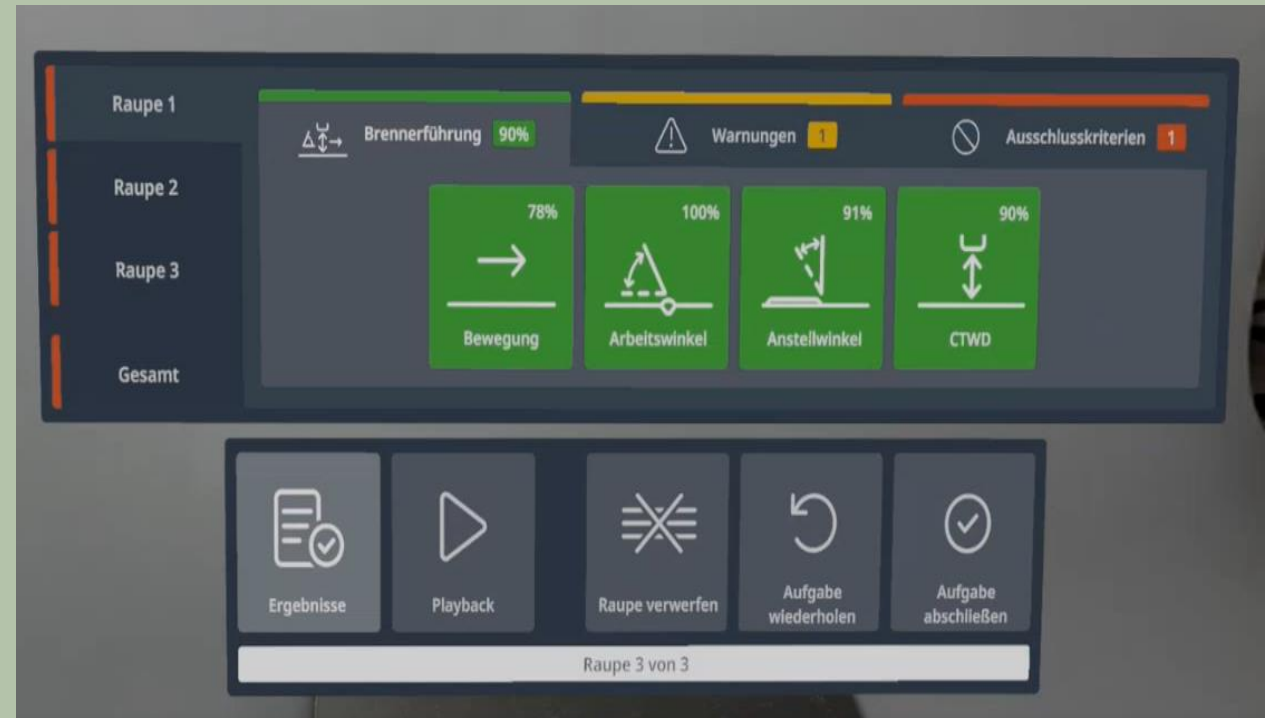 Raupe 1
Raupe 2
Raupe 3
Gesamt
Brennerführung 90%
Warnungen 1
Ausschlusskriterien 1
78%
Bewegung
100%
Arbeitswinkel
91%
Anstellwinkel
90%
CTWD
Ergebnisse
Playback
Raupe verwerfen
Aufgabe
wiederholen
Aufgabe
abschließen
Raupe 3 von 3